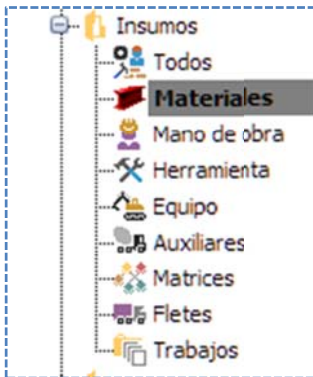 Insumos
Todos
Materiales
Mano de obra
Herramienta
Equipo
Auxiliares
Matrices
Fletes
Trabajos